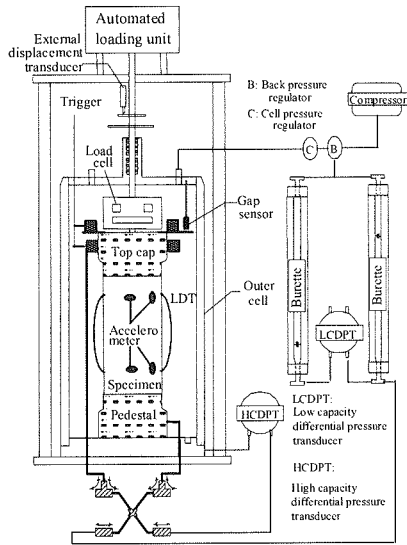 Automated
loading unit
External
displacement
transducer
Trigger
B: Back pressure
regulator
C: Cell pressure
regulator
Compressor
C
B
Load
cell
Gap
sensor
Top cap
LDT
Outer
cell
Burette
Burette
Accelero
meter
LCDPT
Specimen
Pedestal
HCDPT
LCDPT:
Low capacity
differential pressure
transducer
HCDPT:
High capacity
differential pressure
transducer